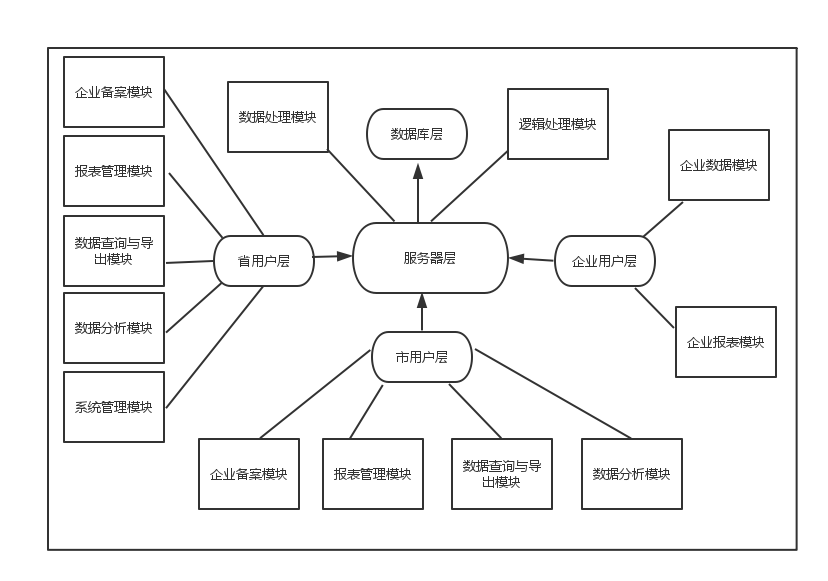 企业备案模块
数据处理模块
数据库层
逻辑处理模块
报表管理模块
企业数据模块
数据查询与导
出模块
省用户层
服务器层
企业用户层
数据分析模块
企业报表模块
市用户层
系统管理模块
企业备案模块
报表管理模块
数据查询与导
出模块
数据分析模块